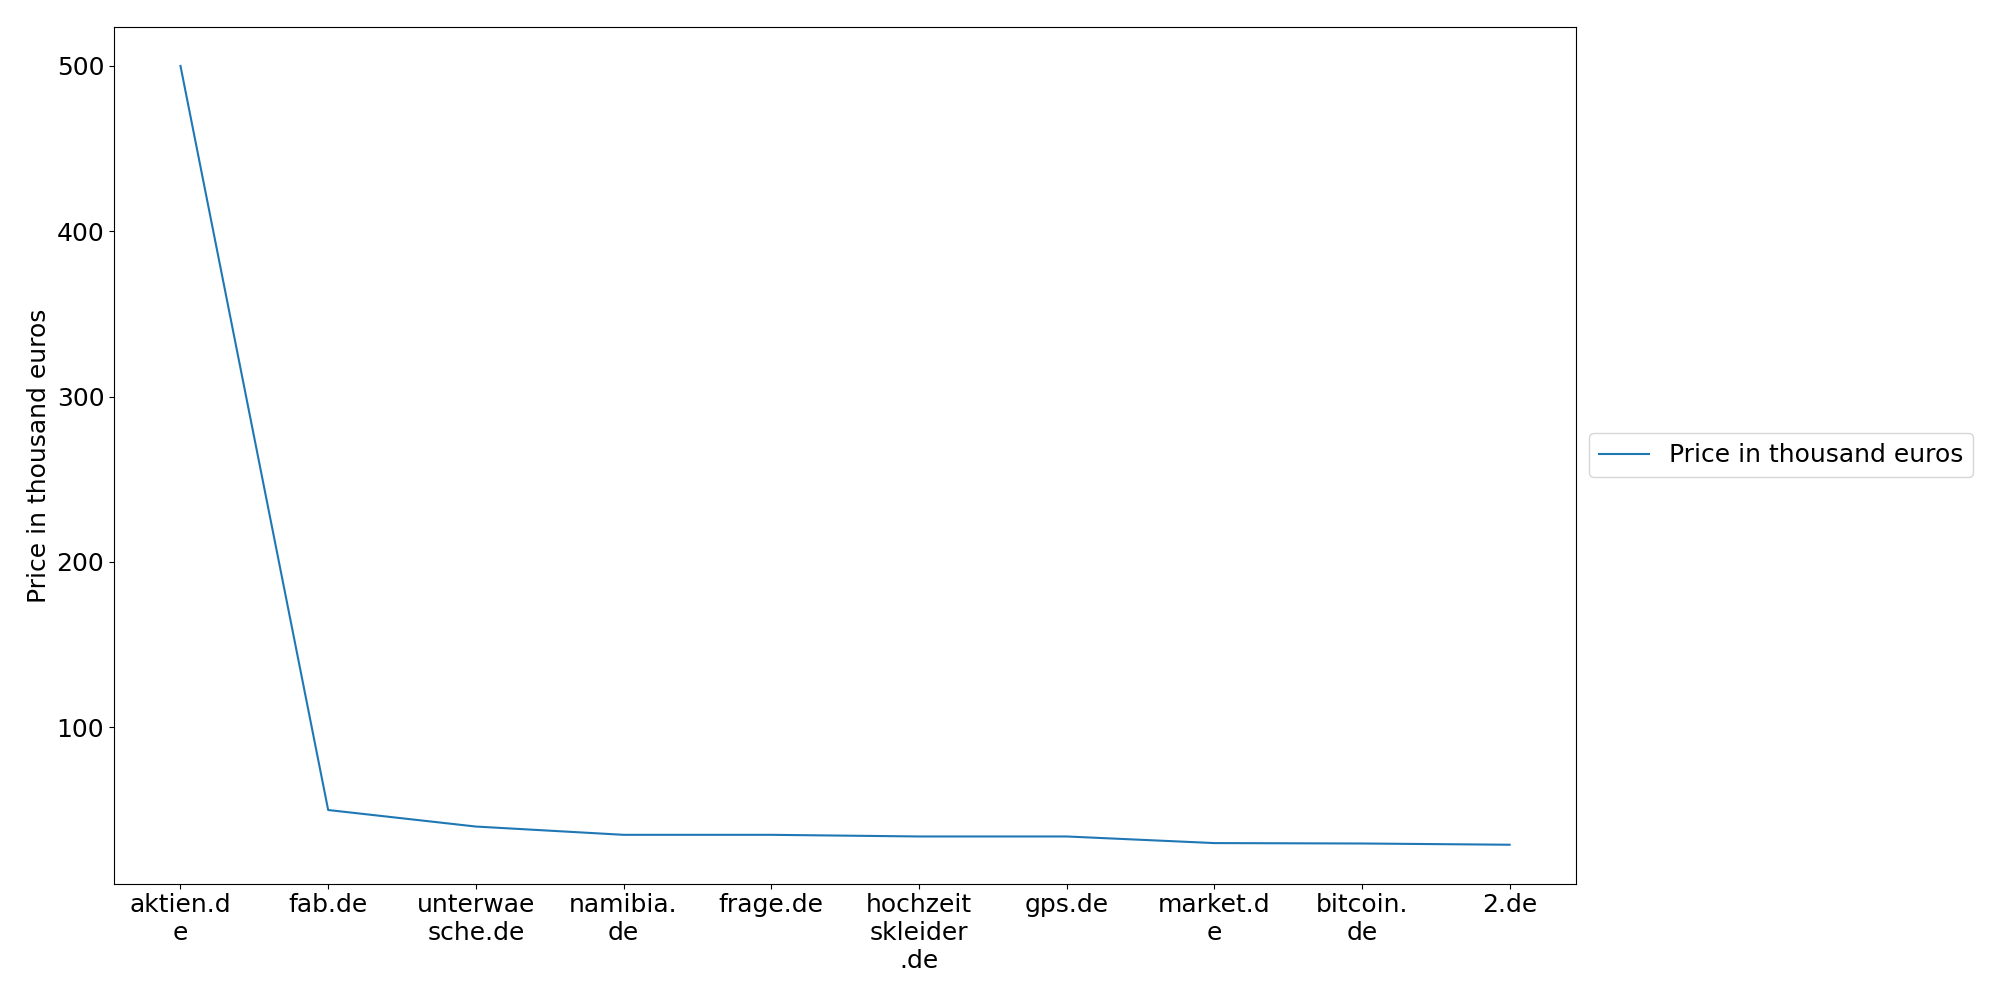 Price in thousand euros
500
400
300
200
100
aktien.d
e
fab.de
unterwae
sche.de
namibia.
de
frage.de
hochzeit
skleider
.de
gps.de
market.d
e
bitcoin.
de
2.de
Price in thousand euros